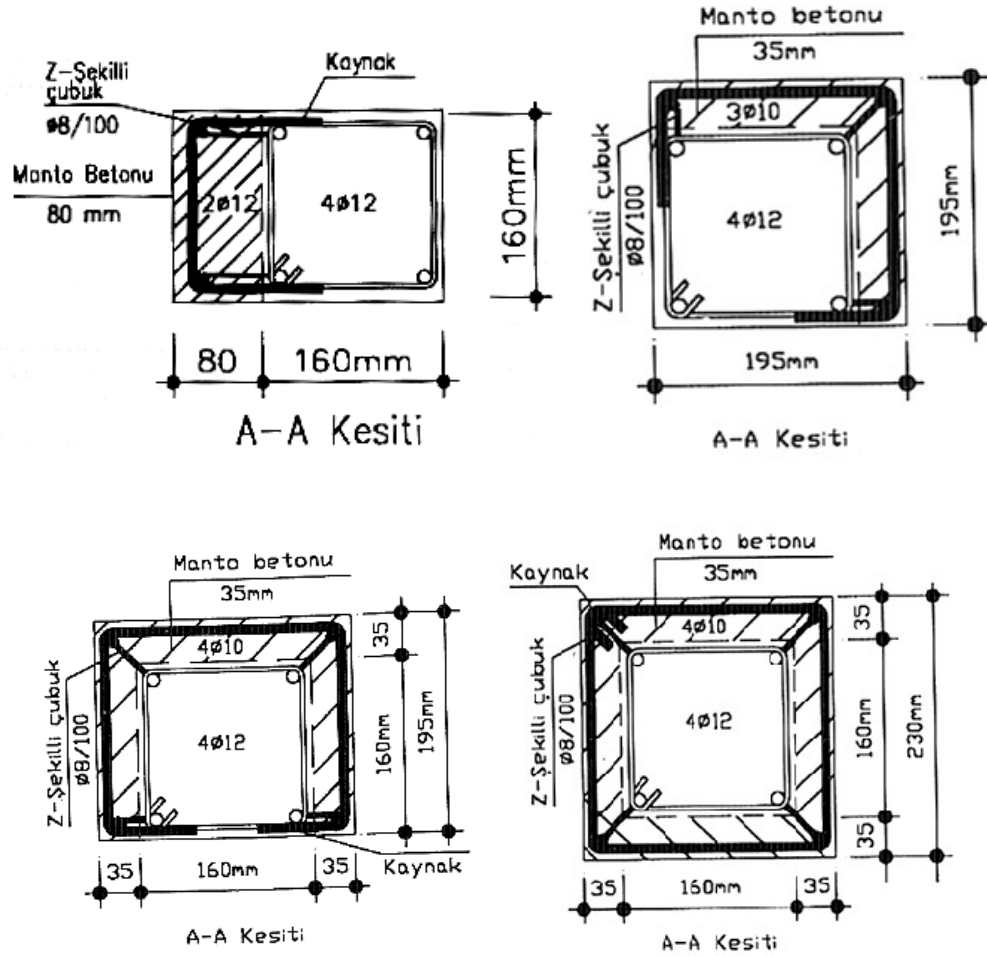 Z-Şekilli
çubuk
ø8/100
Kaynak
Manto Betonu
80 mm
2ø12
4ø12
160mm
80
160mm
A-A Kesiti
Manto betonu
35mm
3ø10
Z-Şekilli çubuk
ø8/100
4ø12
195mm
195mm
A-A Kesiti
Manto betonu
35mm
4ø10
Z-Şekilli çubuk
ø8/100
4ø12
35
160mm
195mm
35
160mm
35
Kaynak
A-A Kesiti
Manto betonu
Kaynak
35mm
4ø10
Z-Şekilli çubuk
ø8/100
4ø12
35
160mm
230mm
35
35
160mm
35
A-A Kesiti